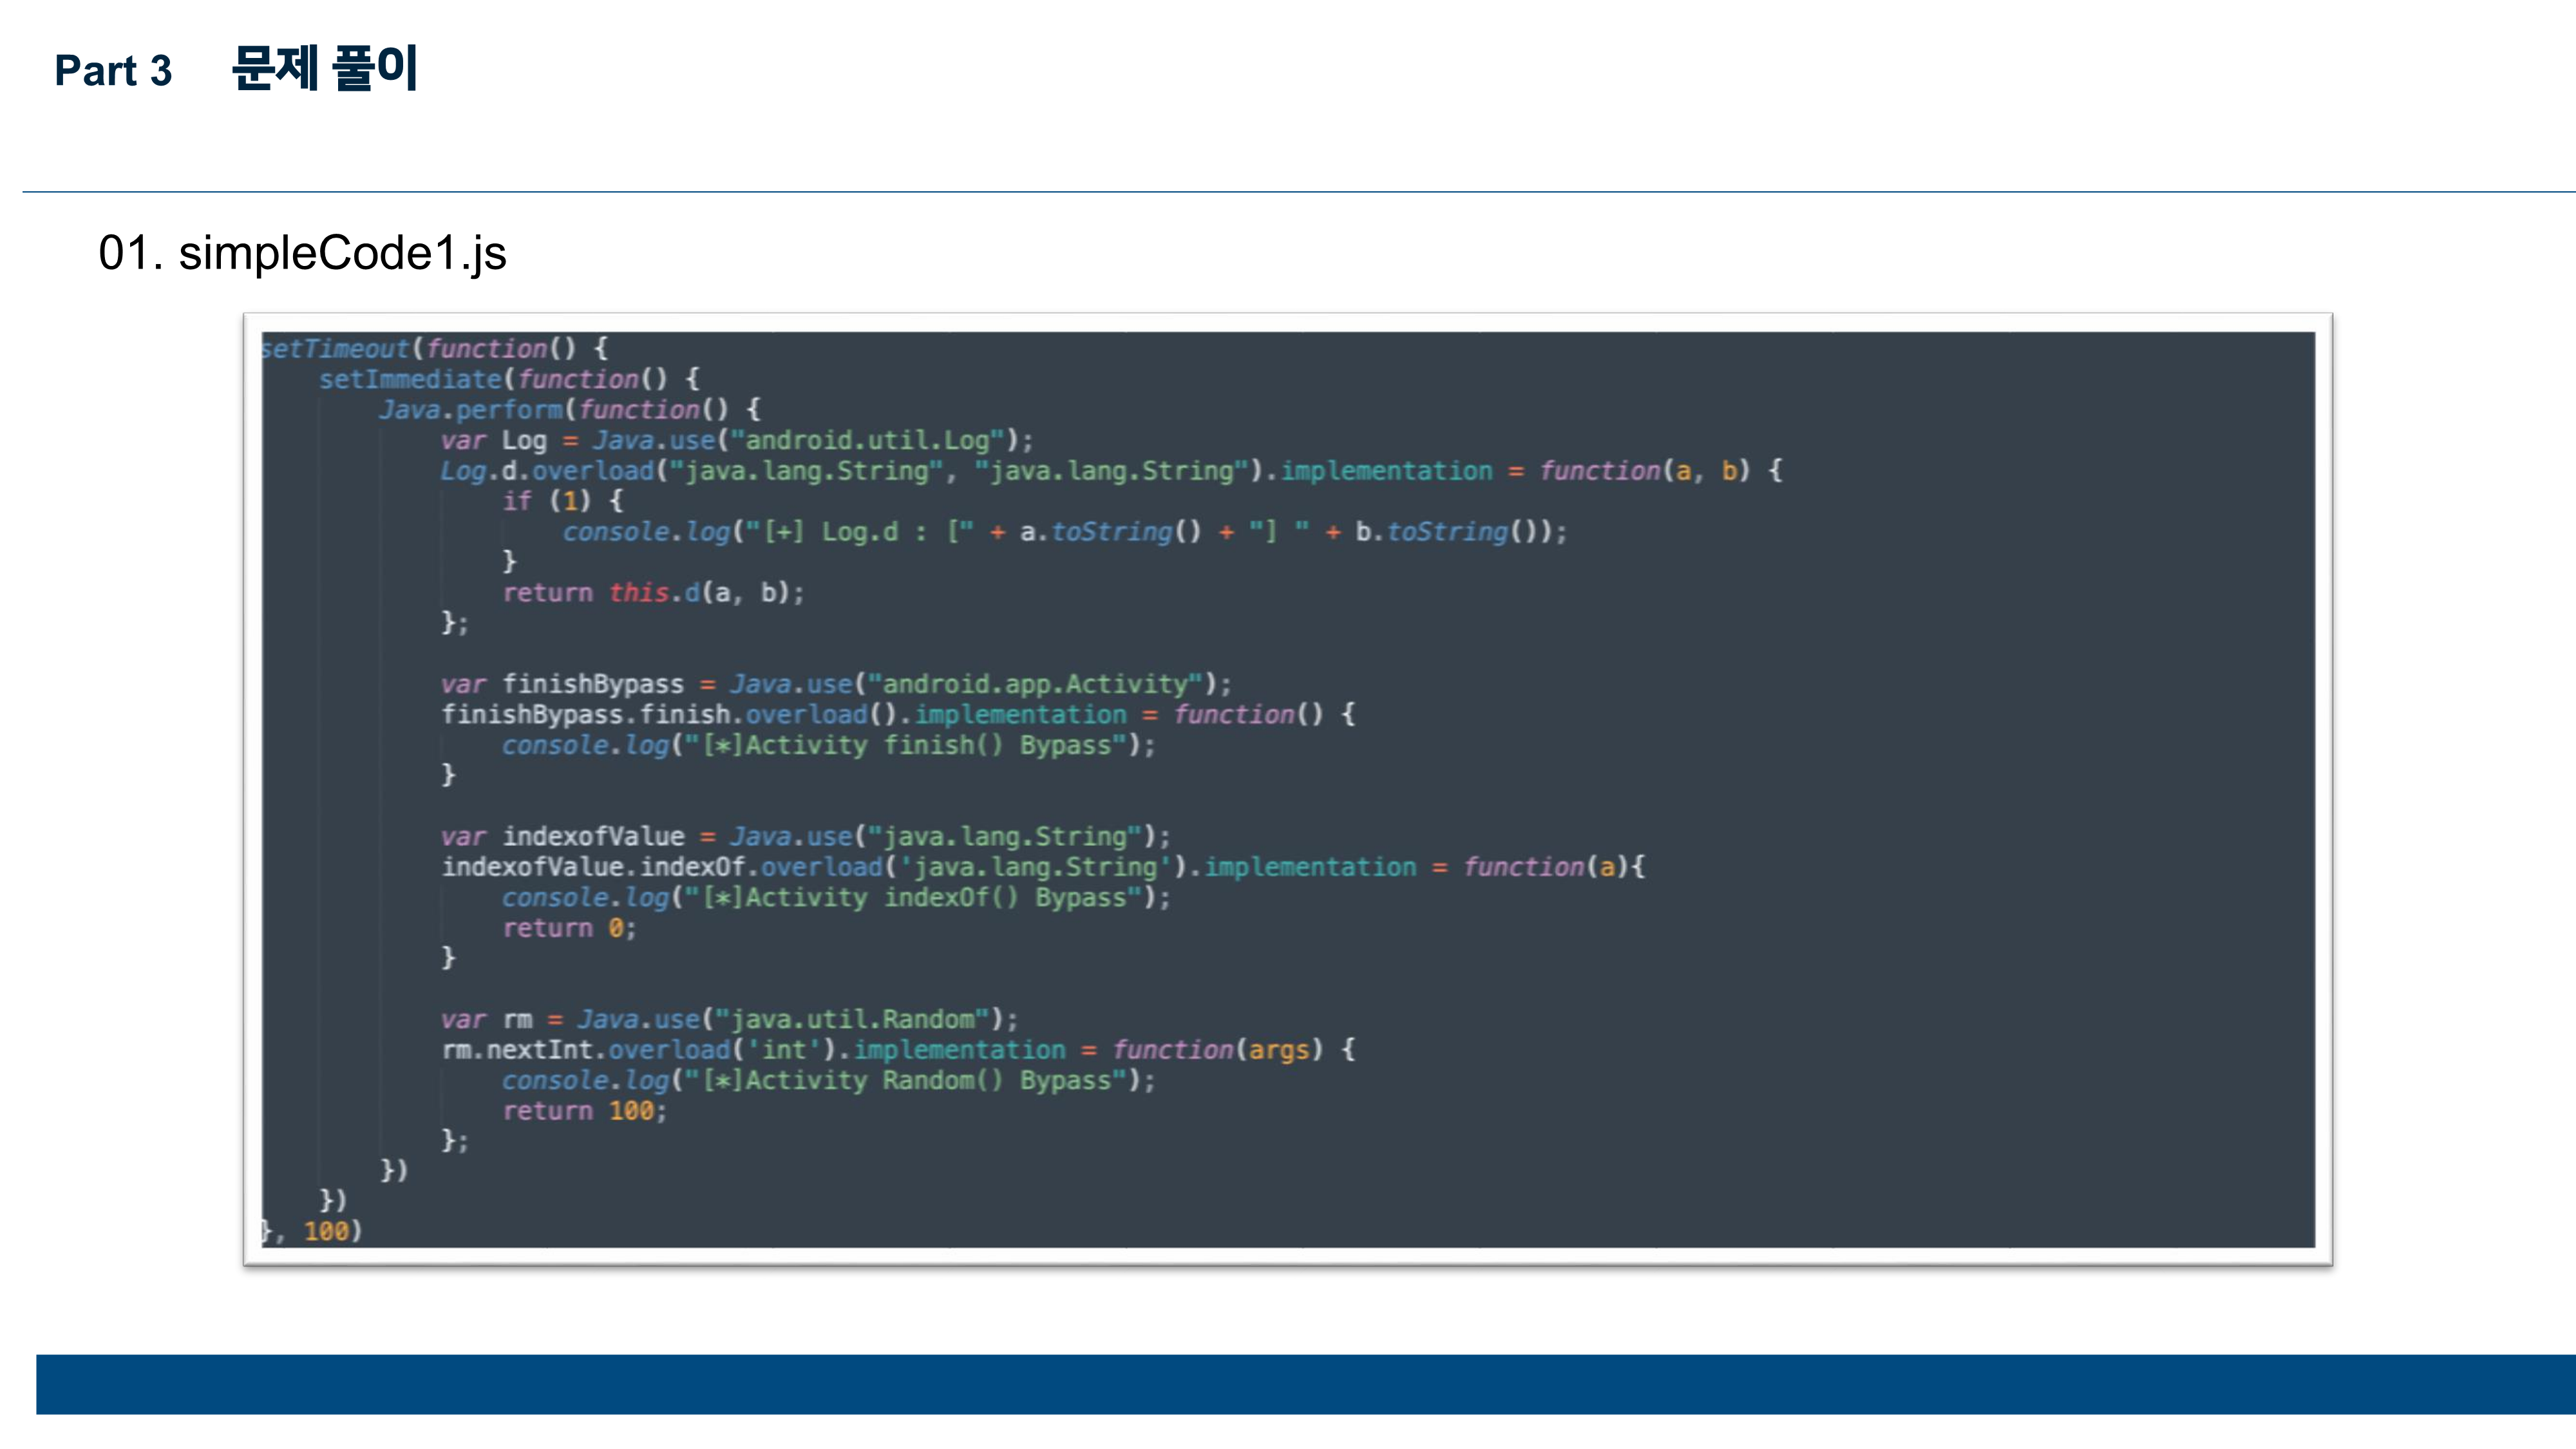 Part 3 문제 풀이
01. simpleCode1.js
setTimeout(function() {
    setImmediate(function() {
        Java.perform(function() {
            var Log = Java.use("android.util.Log");
            Log.d.overload("java.lang.String", "java.lang.String").implementation = function(a, b) {
                if (1) {
                    console.log("[+] Log.d : [" + a.toString() + "] " + b.toString());
                }
                return this.d(a, b);
            };

            var finishBypass = Java.use("android.app.Activity");
            finishBypass.finish.overload().implementation = function() {
                console.log("[*]Activity finish() Bypass");
            }

            var indexofValue = Java.use("java.lang.String");
            indexofValue.indexOf.overload('java.lang.String').implementation = function(a){
                console.log("[*]Activity indexOf() Bypass");
                return 0;
            }

            var rm = Java.use("java.util.Random");
            rm.nextInt.overload('int').implementation = function(args) {
                console.log("[*]Activity Random() Bypass");
                return 100;
            };
        })
    })
}, 100)